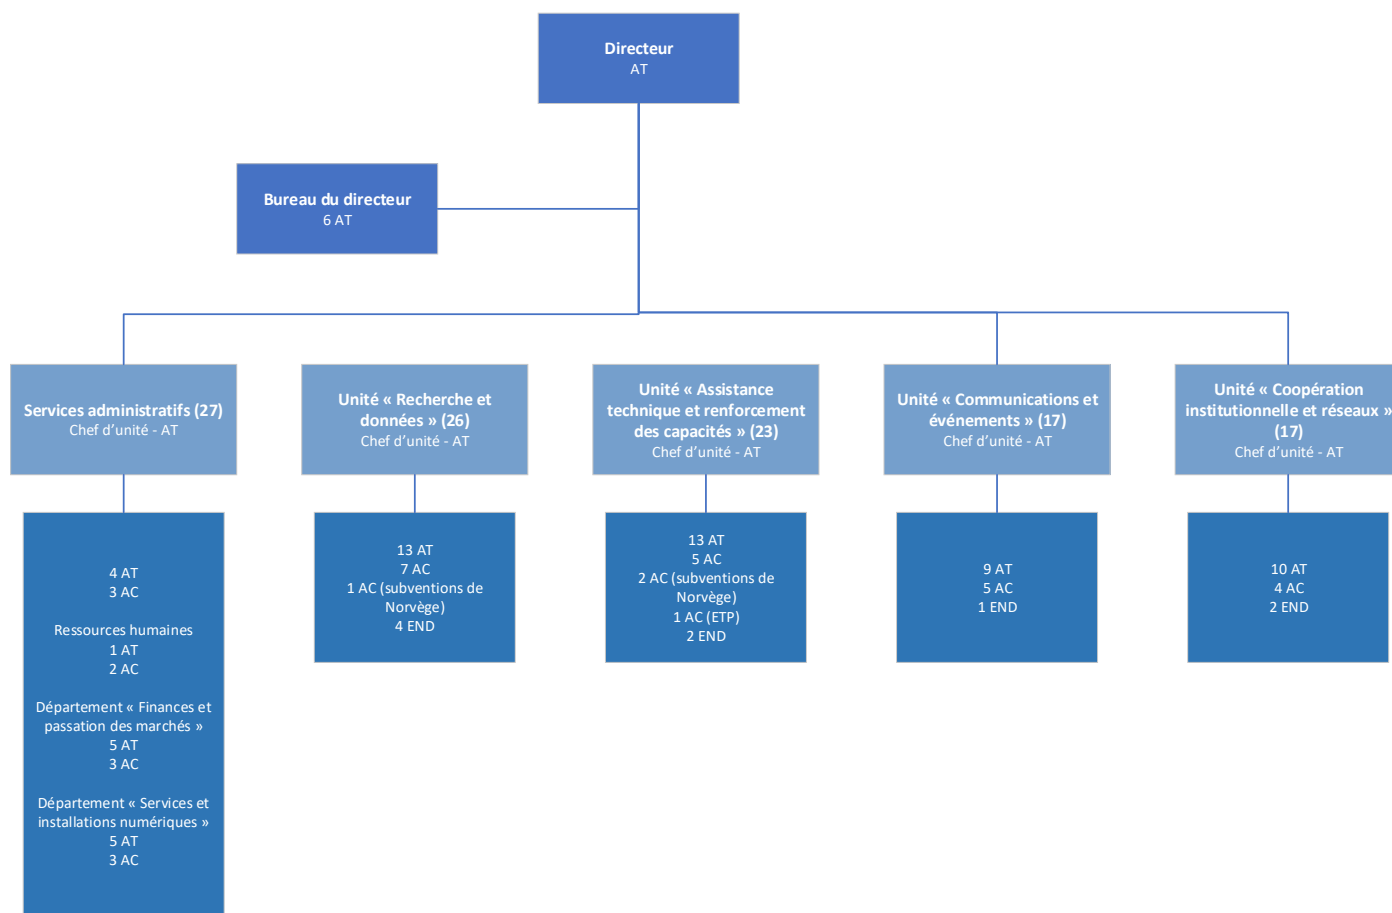 Directeur
AT
Bureau du directeur
6 AT
Services administratifs (27)
Chef d’unité - AT
Unité « Recherche et
données » (26)
Chef d’unité - AT
Unité « Assistance
technique et renforcement
des capacités » (23)
Chef d’unité - AT
Unité « Communications et
événements » (17)
Chef d’unité - AT
Unité « Coopération
institutionnelle et réseaux »
(17)
Chef d’unité - AT
4 AT
3 AC
Ressources humaines
1 AT
2 AC
Département « Finances et
passation des marchés »
5 AT
3 AC
Département « Services et
installations numériques »
5 AT
3 AC
13 AT
7 AC
1 AC (subventions de
Norvège)
4 END
13 AT
5 AC
2 AC (subventions de
Norvège)
1 AC (ETP)
2 END
9 AT
5 AC
1 END
10 AT
4 AC
2 END